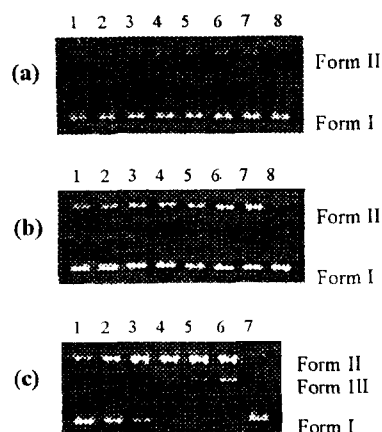 1 2 3 4 5 6 7 8
(a)
Form II
Form I
1 2 3 4 5 6 7 8
(b)
Form II
Form I
1 2 3 4 5 6 7
(c)
Form II
Form III
Form I